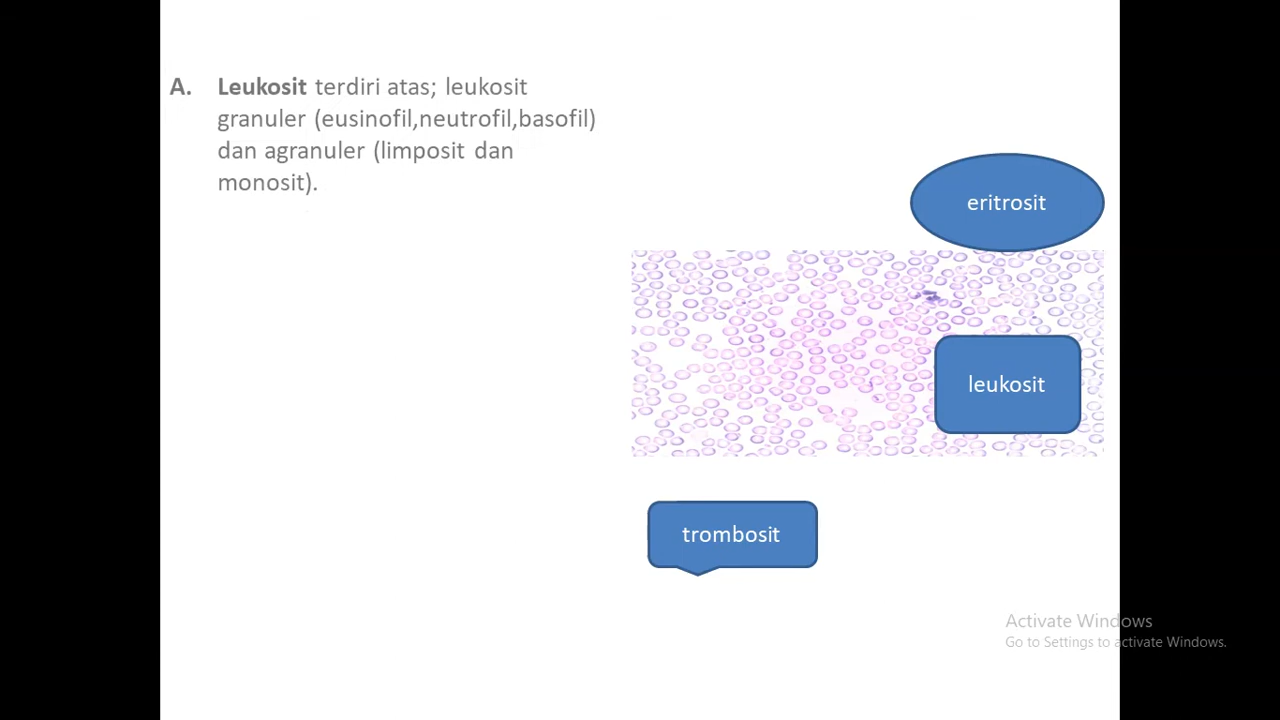 A. Leukosit terdiri atas; leukosit
granuler (eusinofil,neutrofil,basofil)
dan agranuler (limposit dan
monosit).
eritrosit
leukosit
trombosit
Activate Windows
Go to Settings to activate Windows.